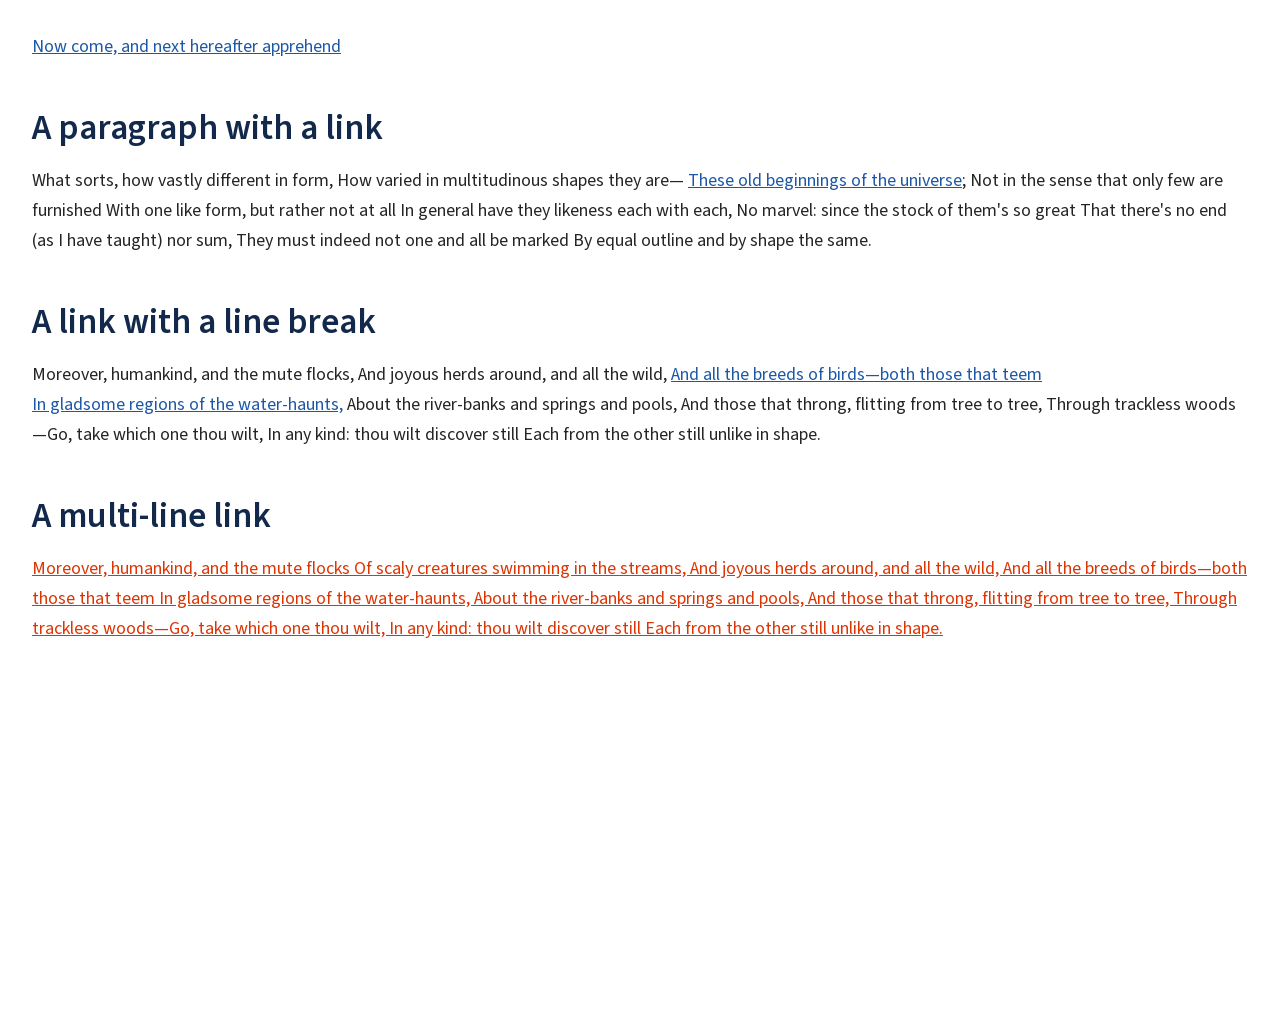 Now come, and next hereafter apprehend
A paragraph with a link
What sorts, how vastly different in form, How varied in multitudinous shapes they are— These old beginnings of the universe; Not in the sense that only few are
furnished With one like form, but rather not at all In general have they likeness each with each, No marvel: since the stock of them's so great That there's no end
(as I have taught) nor sum, They must indeed not one and all be marked By equal outline and by shape the same.
A link with a line break
Moreover, humankind, and the mute flocks, And joyous herds around, and all the wild, And all the breeds of birds—both those that teem
In gladsome regions of the water-haunts, About the river-banks and springs and pools, And those that throng, flitting from tree to tree, Through trackless woods
—Go, take which one thou wilt, In any kind: thou wilt discover still Each from the other still unlike in shape.
A multi-line link
Moreover, humankind, and the mute flocks Of scaly creatures swimming in the streams, And joyous herds around, and all the wild, And all the breeds of birds—both
those that teem In gladsome regions of the water-haunts, About the river-banks and springs and pools, And those that throng, flitting from tree to tree, Through
trackless woods—Go, take which one thou wilt, In any kind: thou wilt discover still Each from the other still unlike in shape.